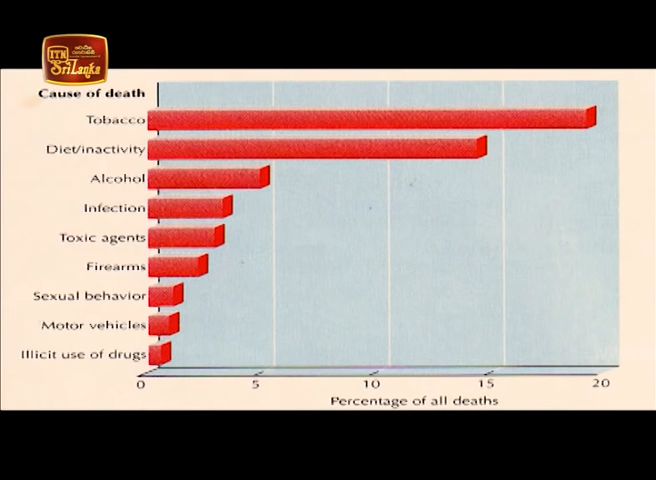 ITN
Sri Lanka
Cause of death
Tobacco
Diet/inactivity
Alcohol
Infection
Toxic agents
Firearms
Sexual behavior
Motor vehicles
Illicit use of drugs
0 5 10 15 20
Percentage of all deaths